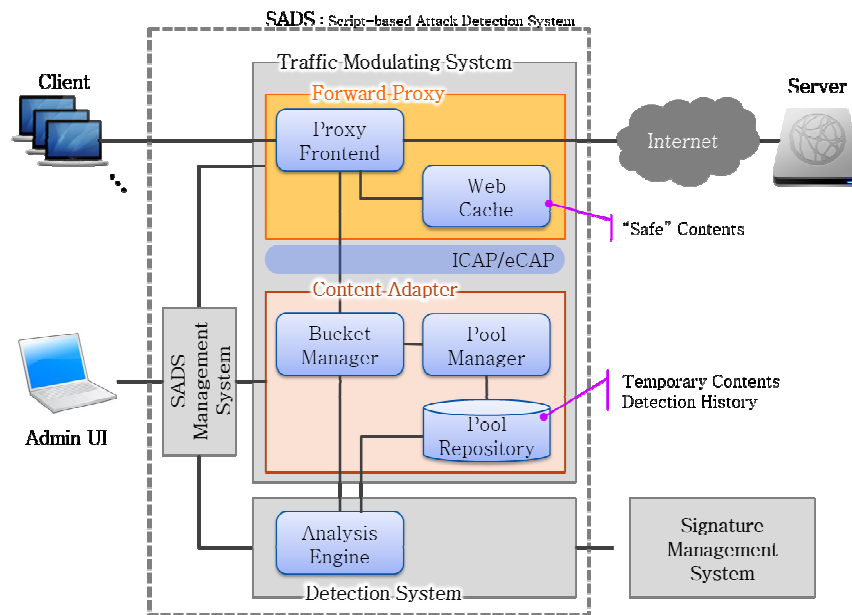 SADS : Script-based Attack Detection System
Traffic Modulating System
Client
Forward Proxy
Server
Proxy
Frontend
Internet
Web
Cache
“Safe” Contents
ICAP/eCAP
Content Adapter
SADS
Management
System
Bucket
Manager
Pool
Manager
Admin UI
Temporary Contents
Detection History
Pool
Repository
Analysis
Engine
Detection System
Signature
Management
System